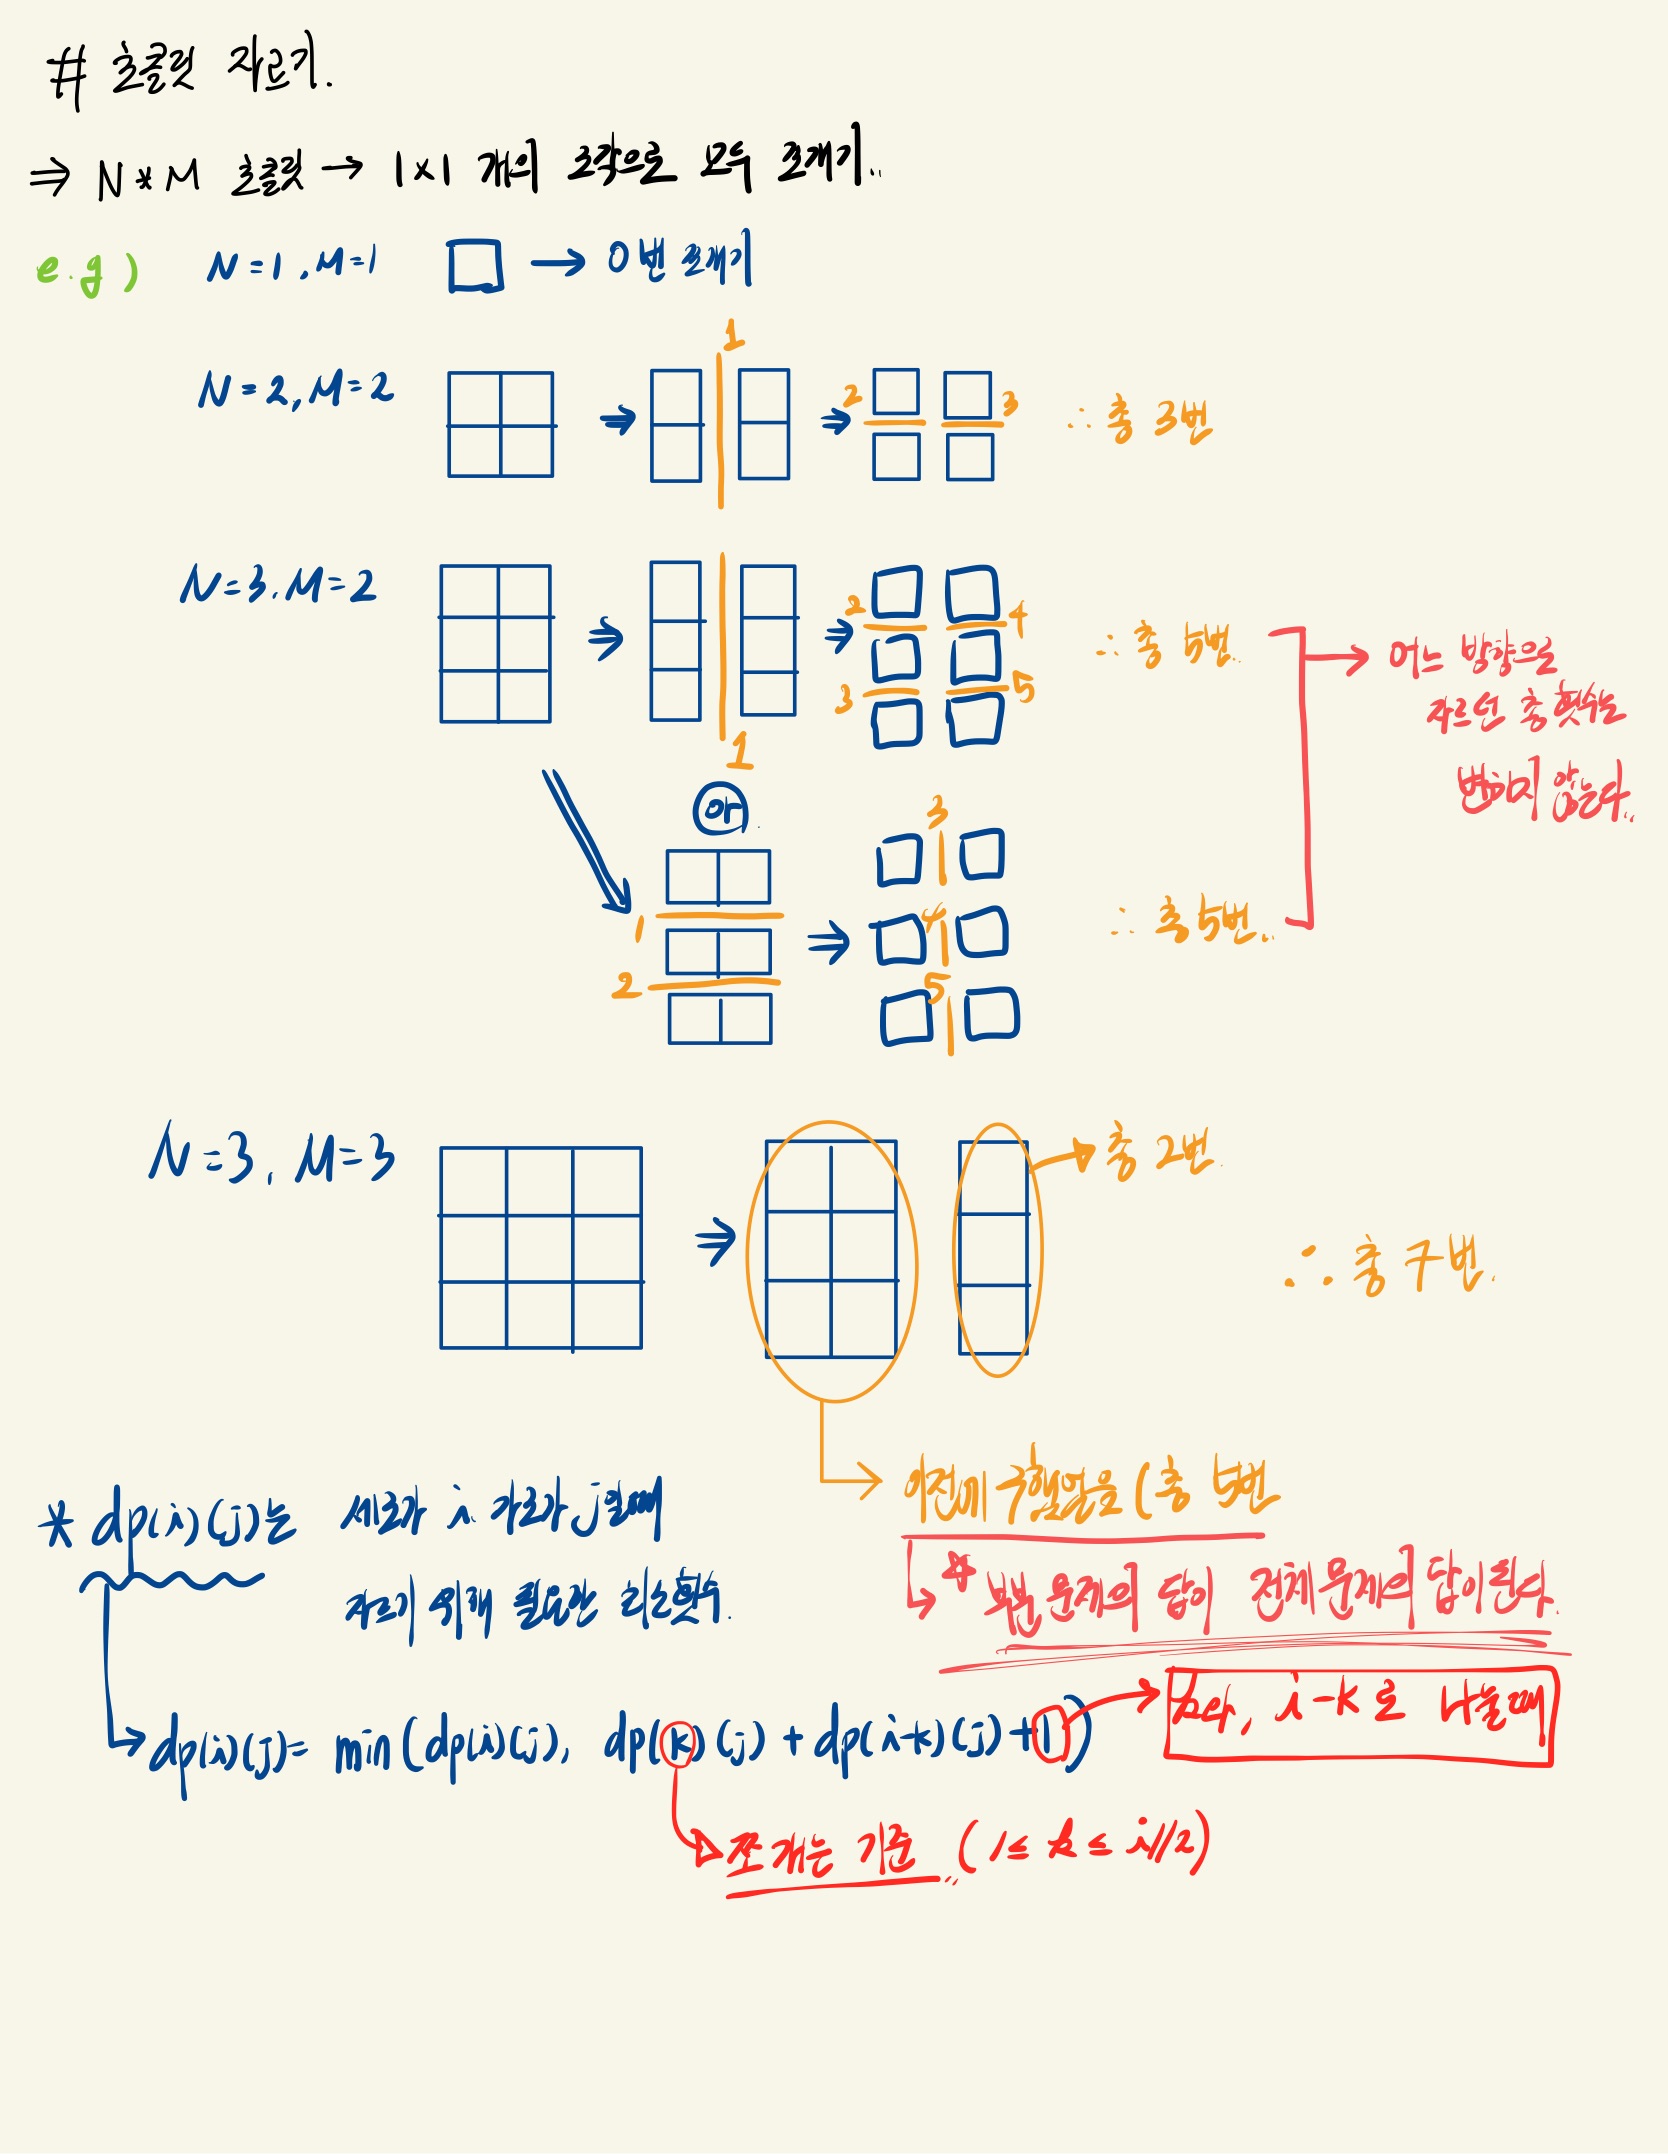 # 초콜릿 자르기.
⇒ N * M 초콜릿 → 1x1 개의 조각으로 모두 쪼개기..
e.g ) N=1, M=1 → 0번 쪼개기
1
N=2, M=2 ⇒ ⇒ 2 3 ∴ 총 3번
N=3. M=2 ⇒ ⇒ 2 4 ∴ 총 5번.
3 5
1
→ 어느 방향으로
자르던 총 횟수는
변하지 않는다..
or.
3
1 ⇒ 4 ∴ 총 5번..
2 5
N=3, M=3 ⇒ → 총 2번.
∴ 총 7번.
→ 이전에 구했었음 (총 5번
↳ * 부분 문제의 답이 전체 문제의 답이 된다.
* dp(i)(j)는 세로가 i, 가로가 j일 때
자르기 위해 필요한 최소 횟수.
↳ dp(i)(j)= min(dp(i)(j), dp(k)(j) + dp(i-k)(j)+1)
→ k와, i-k로 나눌 때
→ 쪼개는 기준.. (1≤ k ≤ i//2)